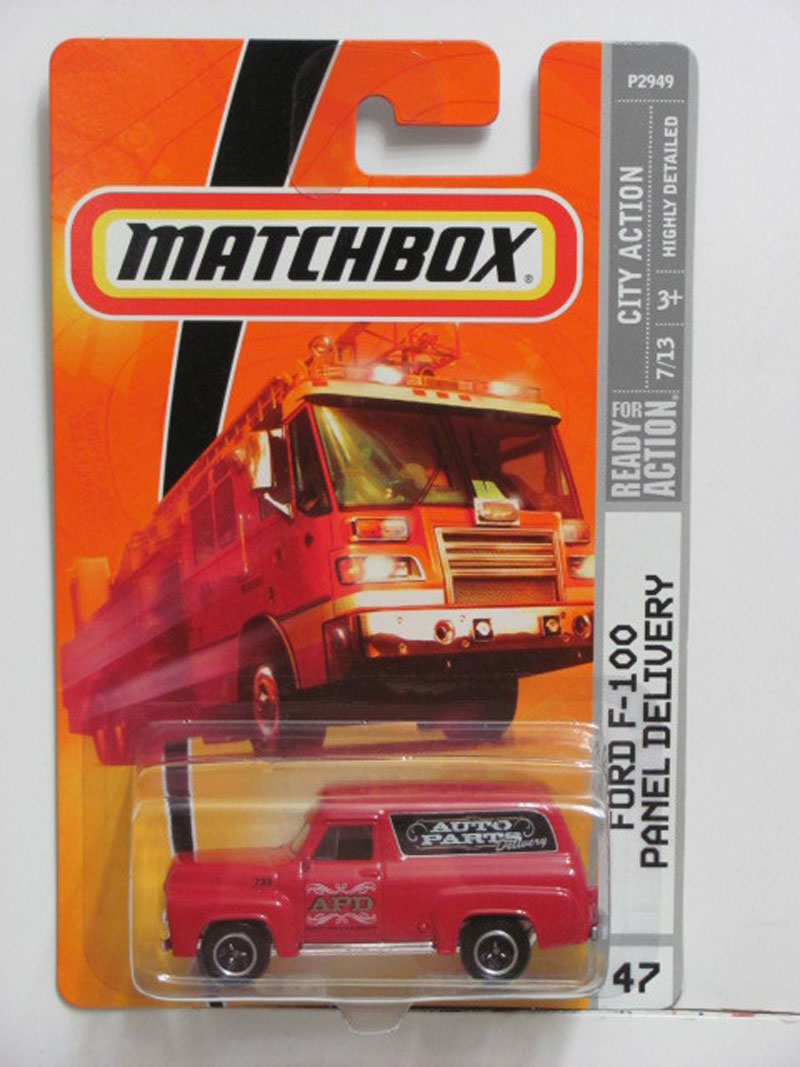 MATCHBOX®
P2949
CITY ACTION
HIGHLY DETAILED
7/13
3+
READY FOR ACTION®
FORD F-100
PANEL DELIVERY
47
AUTO
PARTS
Delivery
733
APD